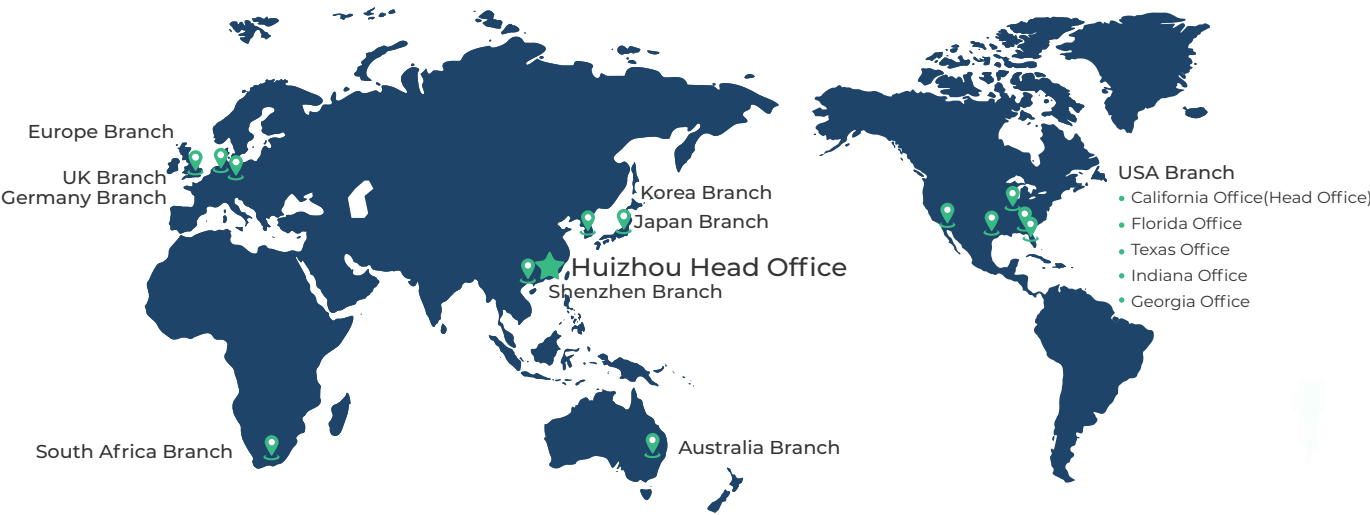 Europe Branch
UK Branch
Germany Branch
South Africa Branch
Korea Branch
Japan Branch
Huizhou Head Office
Shenzhen Branch
Australia Branch
USA Branch
California Office(Head Office)
Florida Office
Texas Office
Indiana Office
Georgia Office